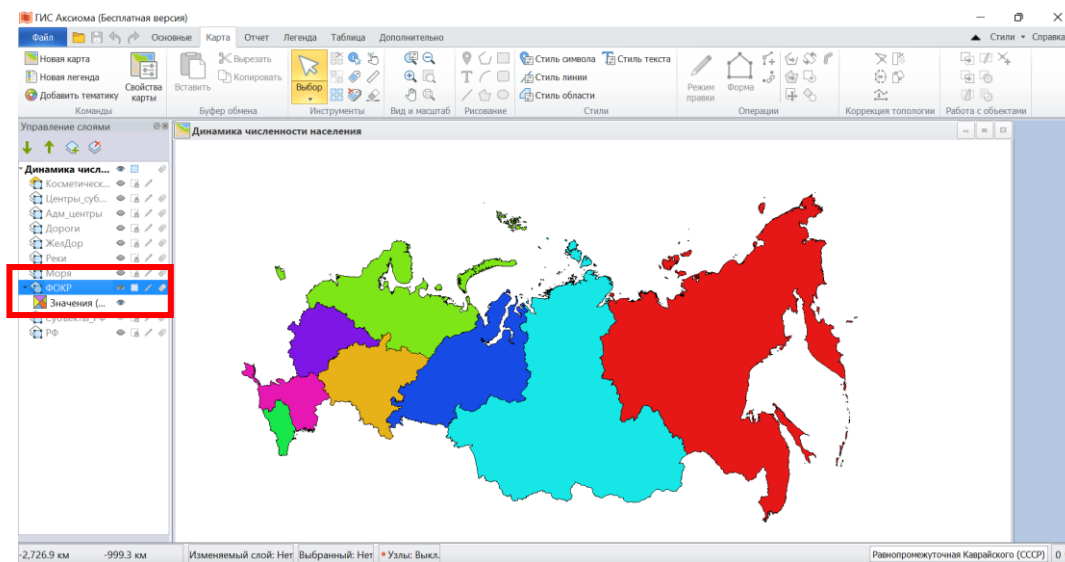 ГИС Аксиома (Бесплатная версия)
Файл Основные Карта Отчет Легенда Таблица Дополнительно Стили Справка
Новая карта Вырезать Стиль символа Стиль текста
Новая легенда Копировать Стиль линии
Добавить тематику Стиль области
Свойства карты Вставить Выбор Режим правки Форма
Команды Буфер обмена Инструменты Вид и масштаб Рисование Стили Операции Коррекция топологии Работа с объектами
Управление слоями
Динамика численности населения
Динамика числ...
Косметическ...
Центры_суб...
Адм_центры
Дороги
ЖелДор
Реки
Моря
ФОКР
Значения (...
Субъекты_РФ
РФ
-2,726.9 км -999.3 км Изменяемый слой: Нет Выбранный: Нет Узлы: Выкл. Равнопромежуточная Каврайского (СССР) 0